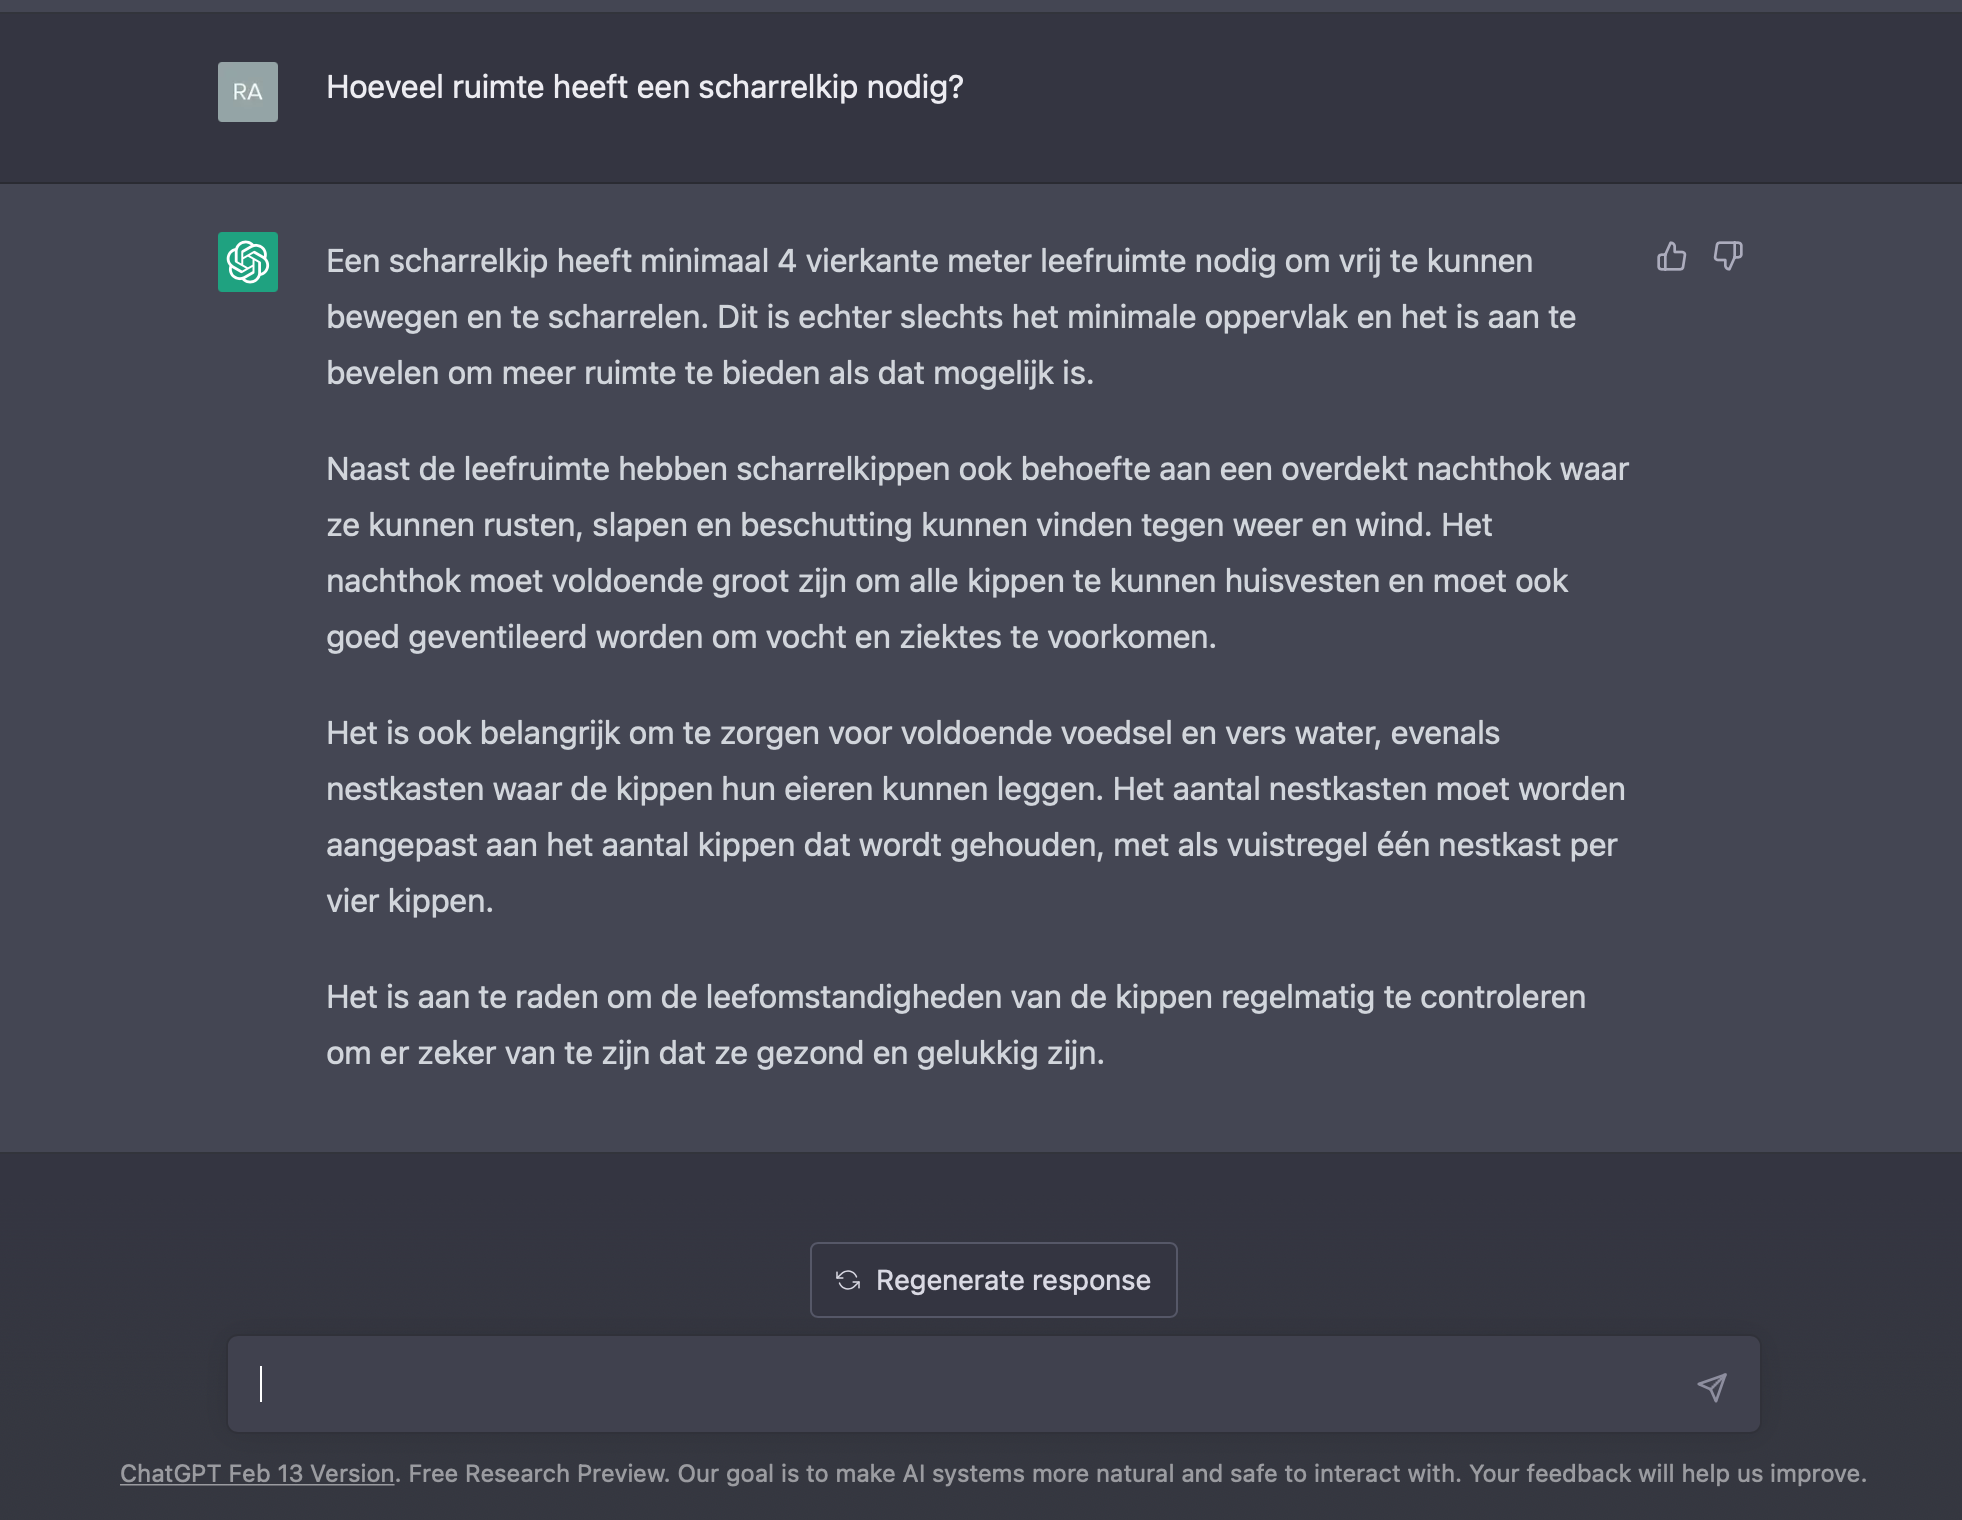 RA
Hoeveel ruimte heeft een scharrelkip nodig?
Een scharrelkip heeft minimaal 4 vierkante meter leefruimte nodig om vrij te kunnen
bewegen en te scharrelen. Dit is echter slechts het minimale oppervlak en het is aan te
bevelen om meer ruimte te bieden als dat mogelijk is.
Naast de leefruimte hebben scharrelkippen ook behoefte aan een overdekt nachthok waar
ze kunnen rusten, slapen en beschutting kunnen vinden tegen weer en wind. Het
nachthok moet voldoende groot zijn om alle kippen te kunnen huisvesten en moet ook
goed geventileerd worden om vocht en ziektes te voorkomen.
Het is ook belangrijk om te zorgen voor voldoende voedsel en vers water, evenals
nestkasten waar de kippen hun eieren kunnen leggen. Het aantal nestkasten moet worden
aangepast aan het aantal kippen dat wordt gehouden, met als vuistregel één nestkast per
vier kippen.
Het is aan te raden om de leefomstandigheden van de kippen regelmatig te controleren
om er zeker van te zijn dat ze gezond en gelukkig zijn.
Regenerate response
ChatGPT Feb 13 Version. Free Research Preview. Our goal is to make AI systems more natural and safe to interact with. Your feedback will help us improve.